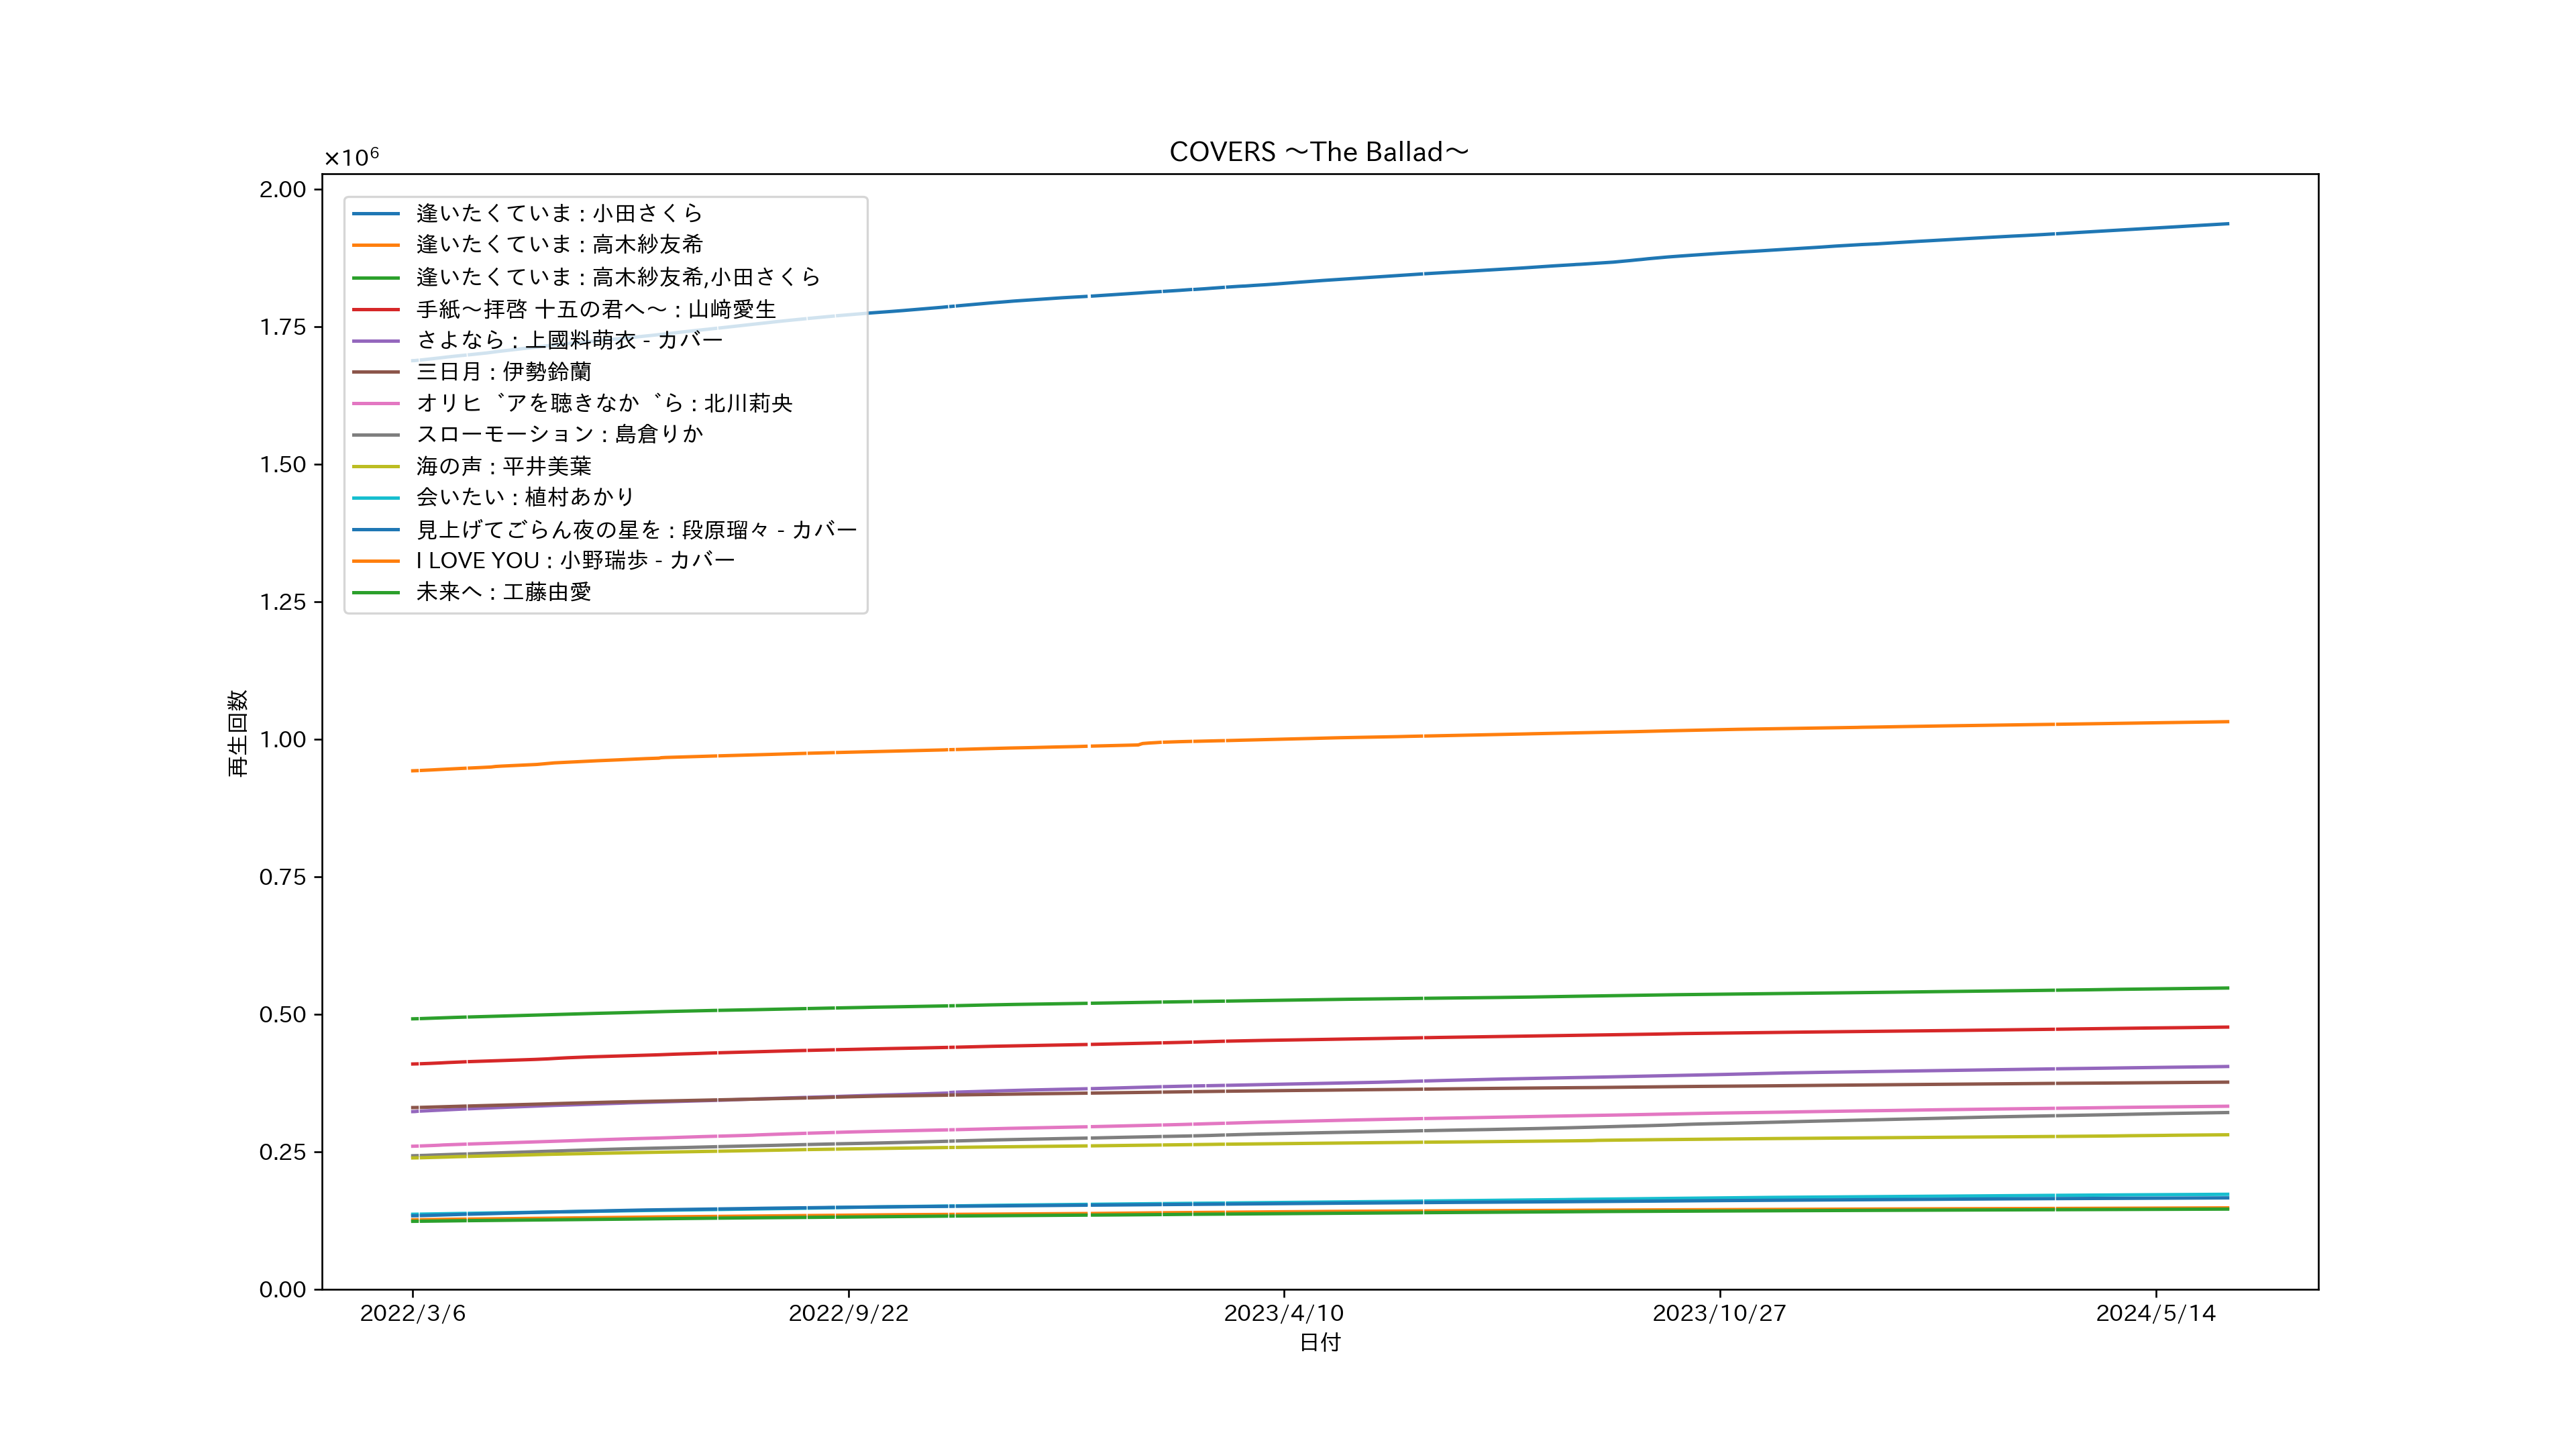 COVERS ～The Ballad～
×10⁶
2.00
1.75
1.50
1.25
1.00
0.75
0.50
0.25
0.00
再生回数
逢いたくていま : 小田さくら
逢いたくていま : 高木紗友希
逢いたくていま : 高木紗友希,小田さくら
手紙～拝啓 十五の君へ～ : 山﨑愛生
さよなら : 上國料萌衣 - カバー
三日月 : 伊勢鈴蘭
オリヒ゛アを聴きなか゛ら : 北川莉央
スローモーション : 島倉りか
海の声 : 平井美葉
会いたい : 植村あかり
見上げてごらん夜の星を : 段原瑠々 - カバー
I LOVE YOU : 小野瑞歩 - カバー
未来へ : 工藤由愛
2022/3/6
2022/9/22
2023/4/10
2023/10/27
2024/5/14
日付